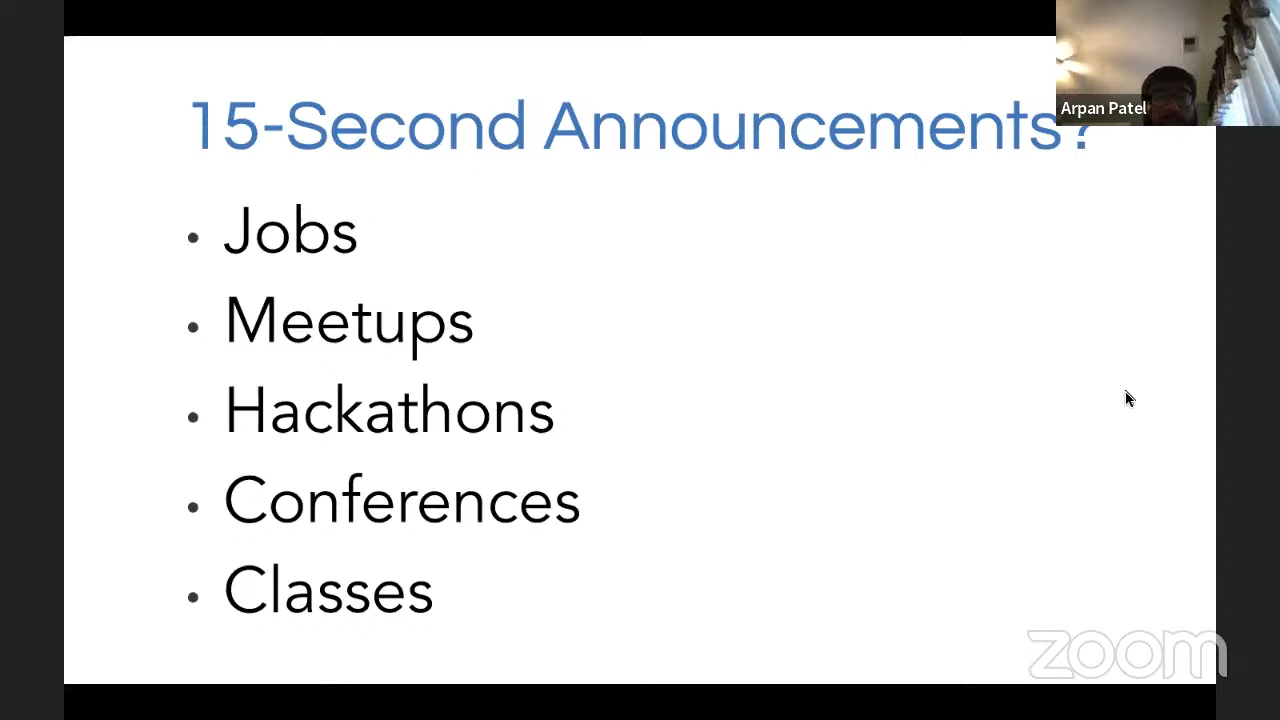 15-Second Announcements?
Arpan Patel
• Jobs
• Meetups
• Hackathons
• Conferences
• Classes
zoom